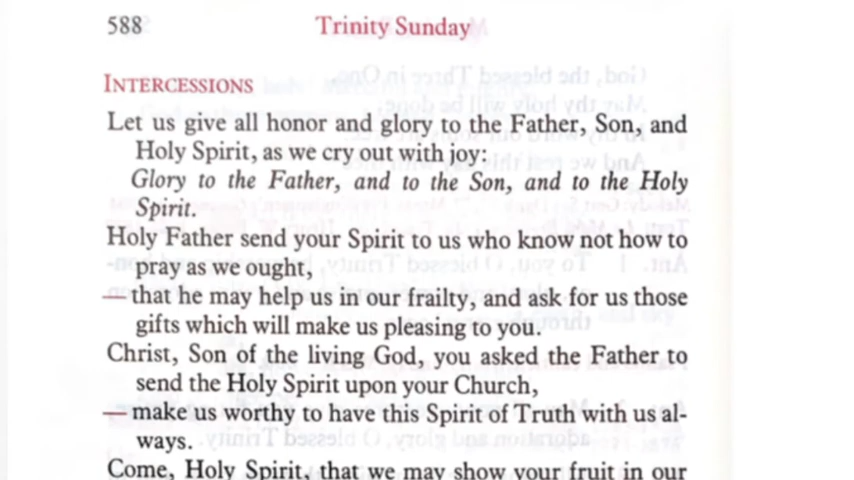 588
Trinity Sunday
INTERCESSIONS
Let us give all honor and glory to the Father, Son, and
Holy Spirit, as we cry out with joy:
Glory to the Father, and to the Son, and to the Holy
Spirit.
Holy Father send your Spirit to us who know not how to
pray as we ought,
—that he may help us in our frailty, and ask for us those
gifts which will make us pleasing to you.
Christ, Son of the living God, you asked the Father to
send the Holy Spirit upon your Church,
—make us worthy to have this Spirit of Truth with us al-
ways.
Come, Holy Spirit, that we may show your fruit in our